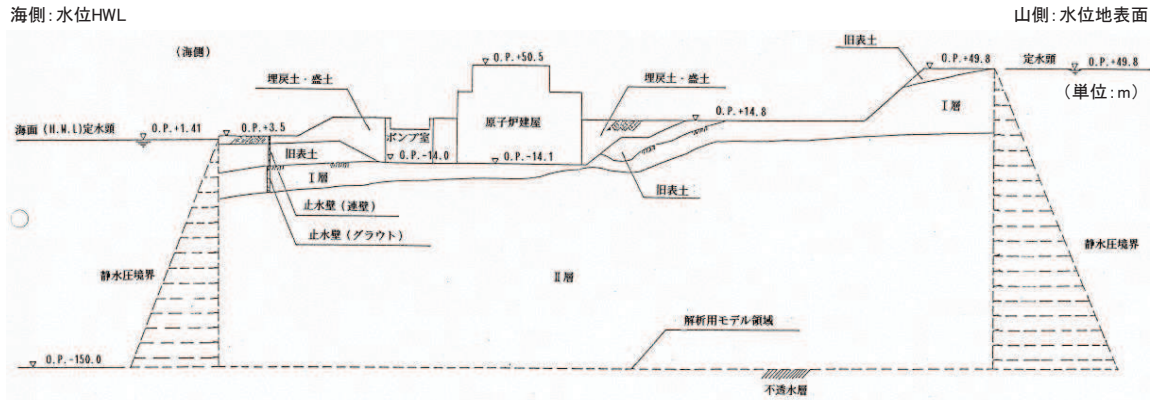 海側：水位HWL
山側：水位地表面
（海側）
O.P.+50.5
旧表土
O.P.+49.8
定水頭
O.P.+49.8
（単位：m）
埋戻土・盛土
埋戻土・盛土
Ⅰ層
海面（H.W.L）定水頭
O.P.+1.41
O.P.+3.5
ポンプ室
原子炉建屋
O.P.+14.8
旧表土
O.P.-14.0
O.P.-14.1
Ⅰ層
旧表土
止水壁（連壁）
止水壁（グラウト）
静水圧境界
Ⅱ層
静水圧境界
解析用モデル領域
O.P.-150.0
不透水層